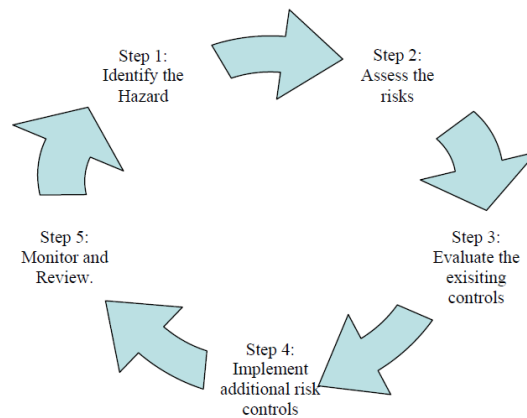 Step 1:
Identify the
Hazard
Step 2:
Assess the
risks
Step 3:
Evaluate the
exisiting
controls
Step 4:
Implement
additional risk
controls
Step 5:
Monitor and
Review.